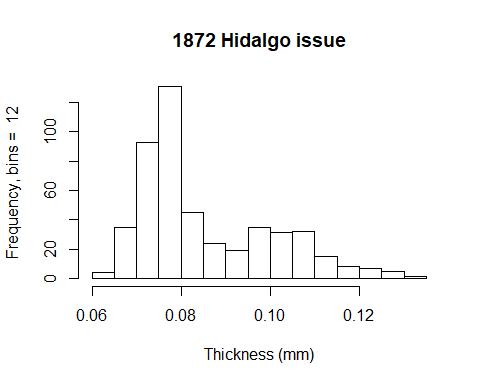 1872 Hidalgo issue
Frequency, bins = 12
100
60
20
0
0.06 0.08 0.10 0.12
Thickness (mm)